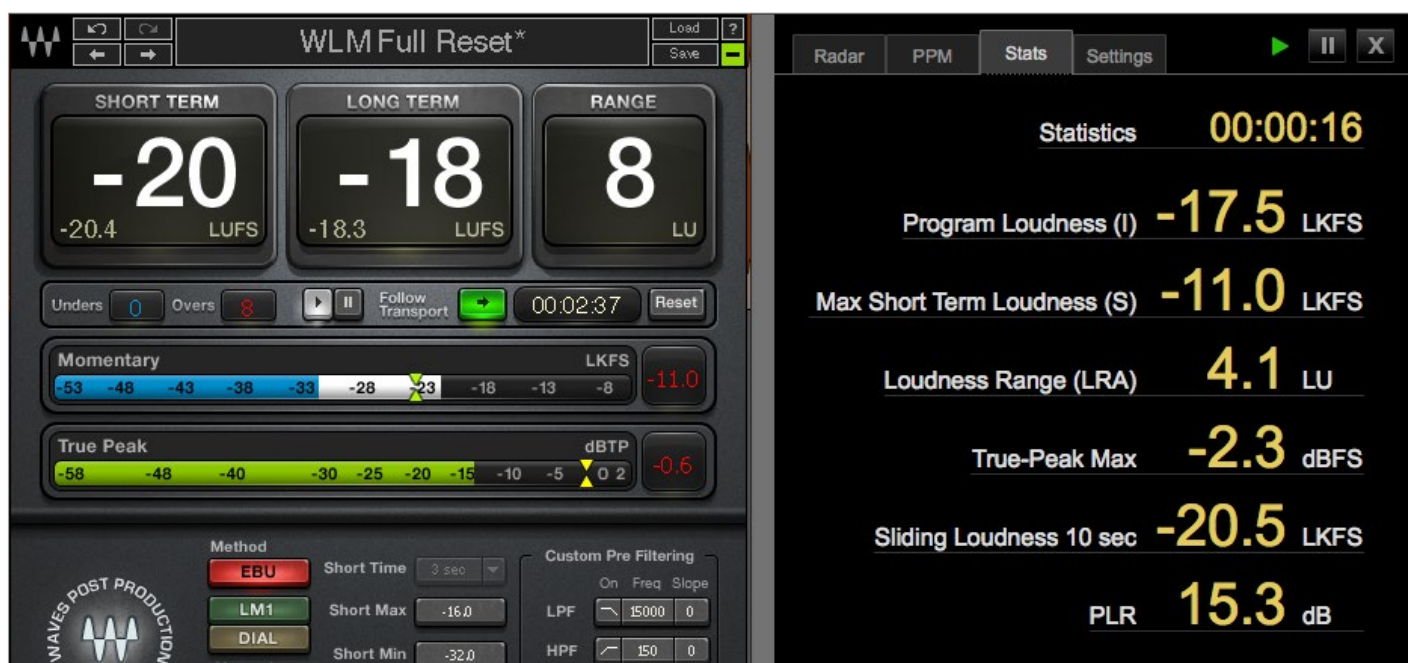 WLM Full Reset*
Load ?
Save
SHORT TERM
-20
-20.4 LUFS
LONG TERM
-18
-18.3 LUFS
RANGE
8
LU
Unders 0 Overs 8 Follow Transport 00:02:37 Reset
Momentary LKFS
-53 -48 -43 -38 -33 -28 -23 -18 -13 -8 -11.0
True Peak dBTP
-58 -48 -40 -30 -25 -20 -15 -10 -5 0 2 -0.6
WAVES POST PRODUCTION
Method
EBU
LM1
DIAL
Short Time 3 sec
Short Max -16.0
Short Min -32.0
Custom Pre Filtering
On Freq Slope
LPF 15000 0
HPF 150 0
Radar PPM Stats Settings X
Statistics 00:00:16
Program Loudness (I) -17.5 LKFS
Max Short Term Loudness (S) -11.0 LKFS
Loudness Range (LRA) 4.1 LU
True-Peak Max -2.3 dBFS
Sliding Loudness 10 sec -20.5 LKFS
PLR 15.3 dB